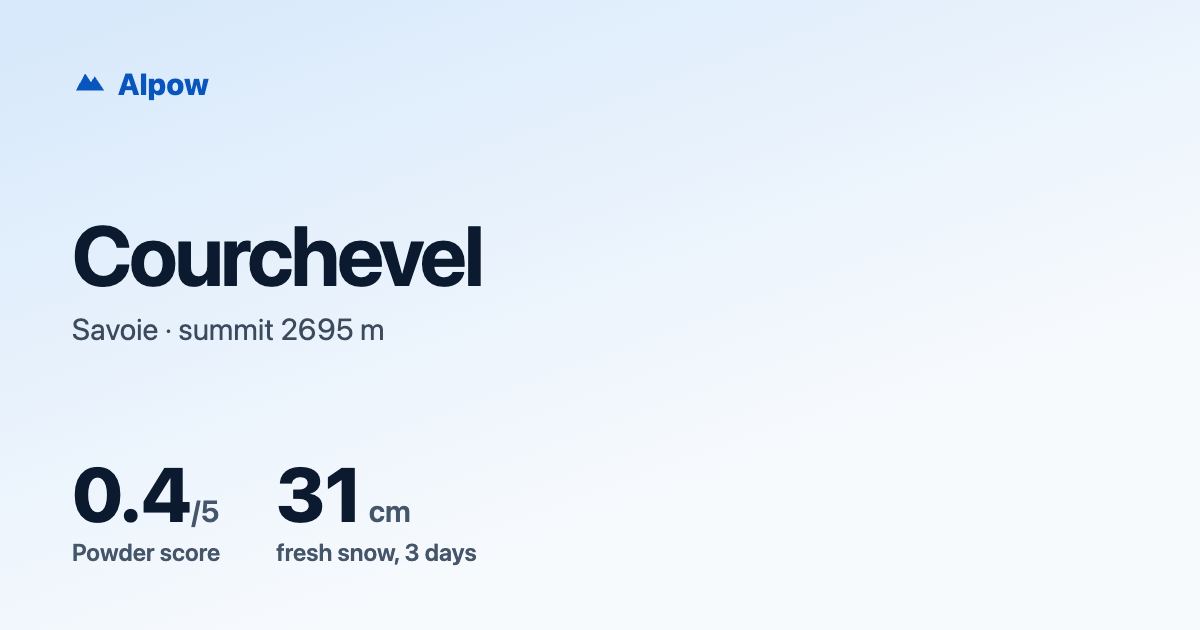 Alpow
Courchevel
Savoie · summit 2695 m
0.4/5 31 cm
Powder score fresh snow, 3 days